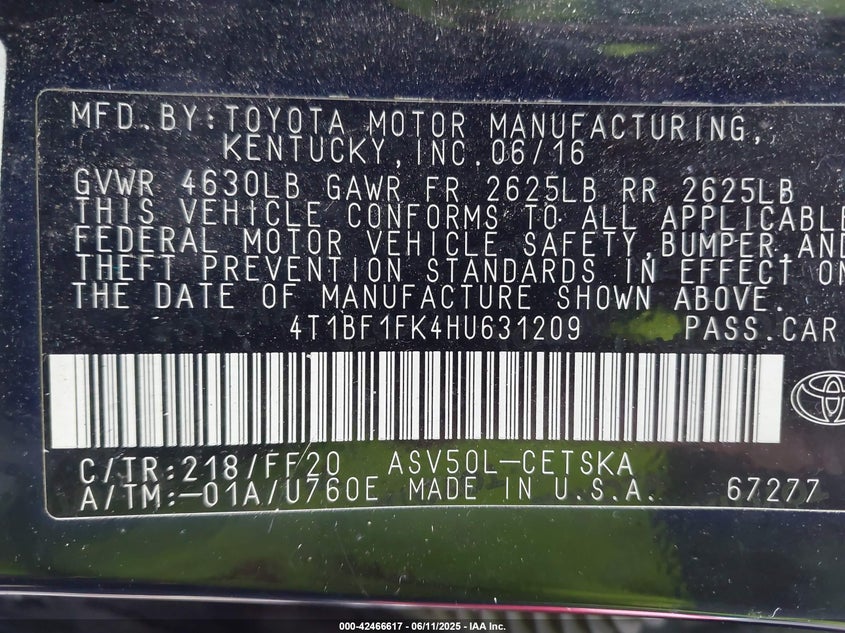 MFD.BY:TOYOTA MOTOR MANUFACTURING,
KENTUCKY,INC.06/16
GVWR 4630LB GAWR FR 2625LB RR 2625LB
THIS VEHICLE CONFORMS TO ALL APPLICABLE
FEDERAL MOTOR VEHICLE SAFETY,BUMPER,AND
THEFT PREVENTION STANDARDS IN EFFECT ON
THE DATE OF MANUFACTURE SHOWN ABOVE.
4T1BF1FK4HU631209 PASS.CAR
C/TR:218/FF20 ASV50L-CETSKA
A/TM:-01A/U760E MADE IN U.S.A. 67277
000-42466617 - 06/11/2025 - IAA Inc.